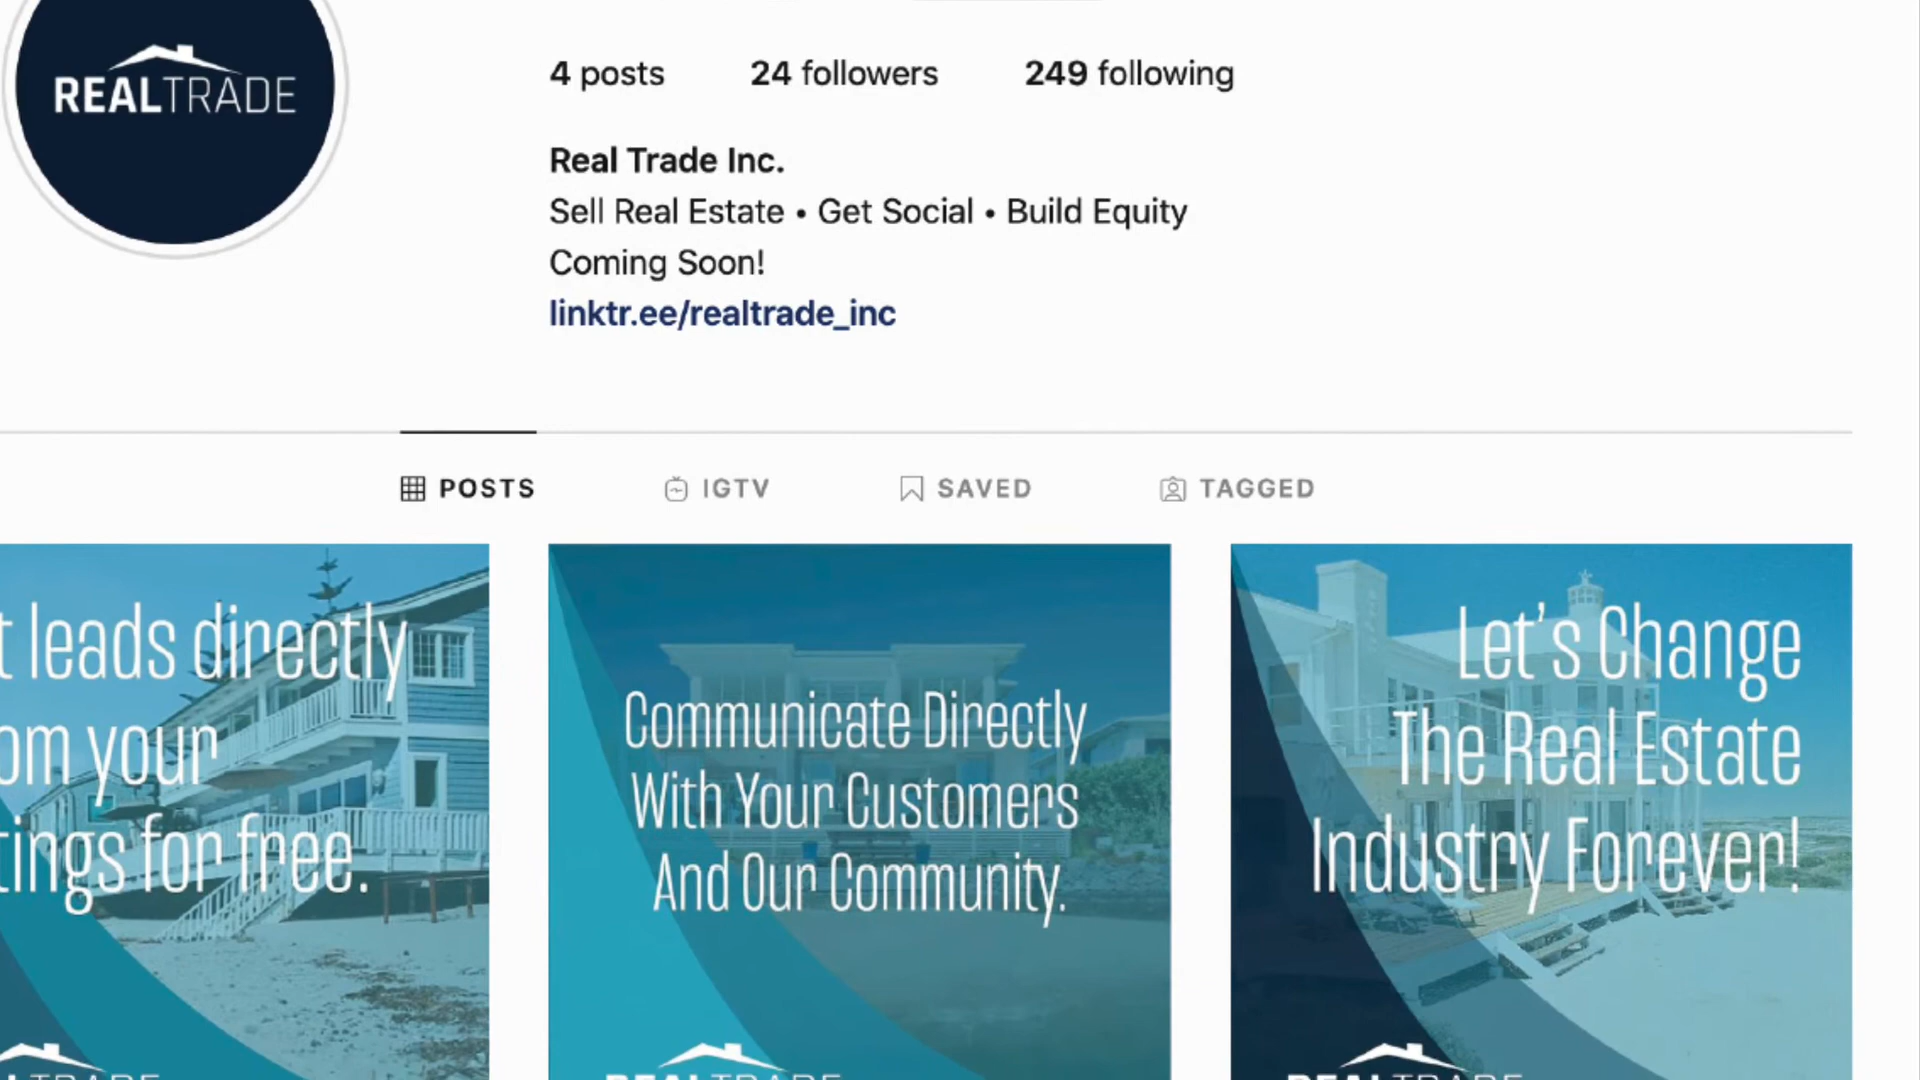 REALTRADE
4 posts 24 followers 249 following
Real Trade Inc.
Sell Real Estate • Get Social • Build Equity
Coming Soon!
linktr.ee/realtrade_inc
POSTS IGTV SAVED TAGGED
leads directly
your
for free.
Communicate Directly
With Your Customers
And Our Community.
Let's Change
The Real Estate
Industry Forever!
REALTRADE
REALTRADE